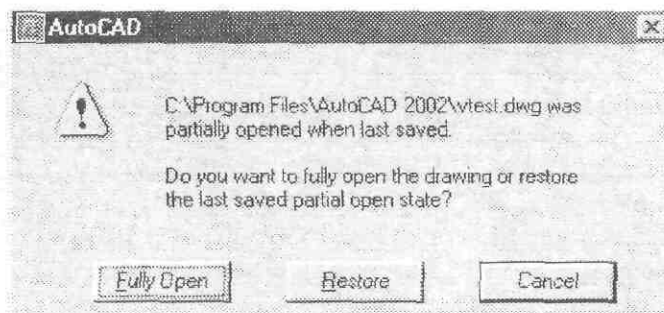 AutoCAD
C:\Program Files\AutoCAD 2002\vtest.dwg was
partially opened when last saved.
Do you want to fully open the drawing or restore
the last saved partial open state?
Fully Open
Restore
Cancel